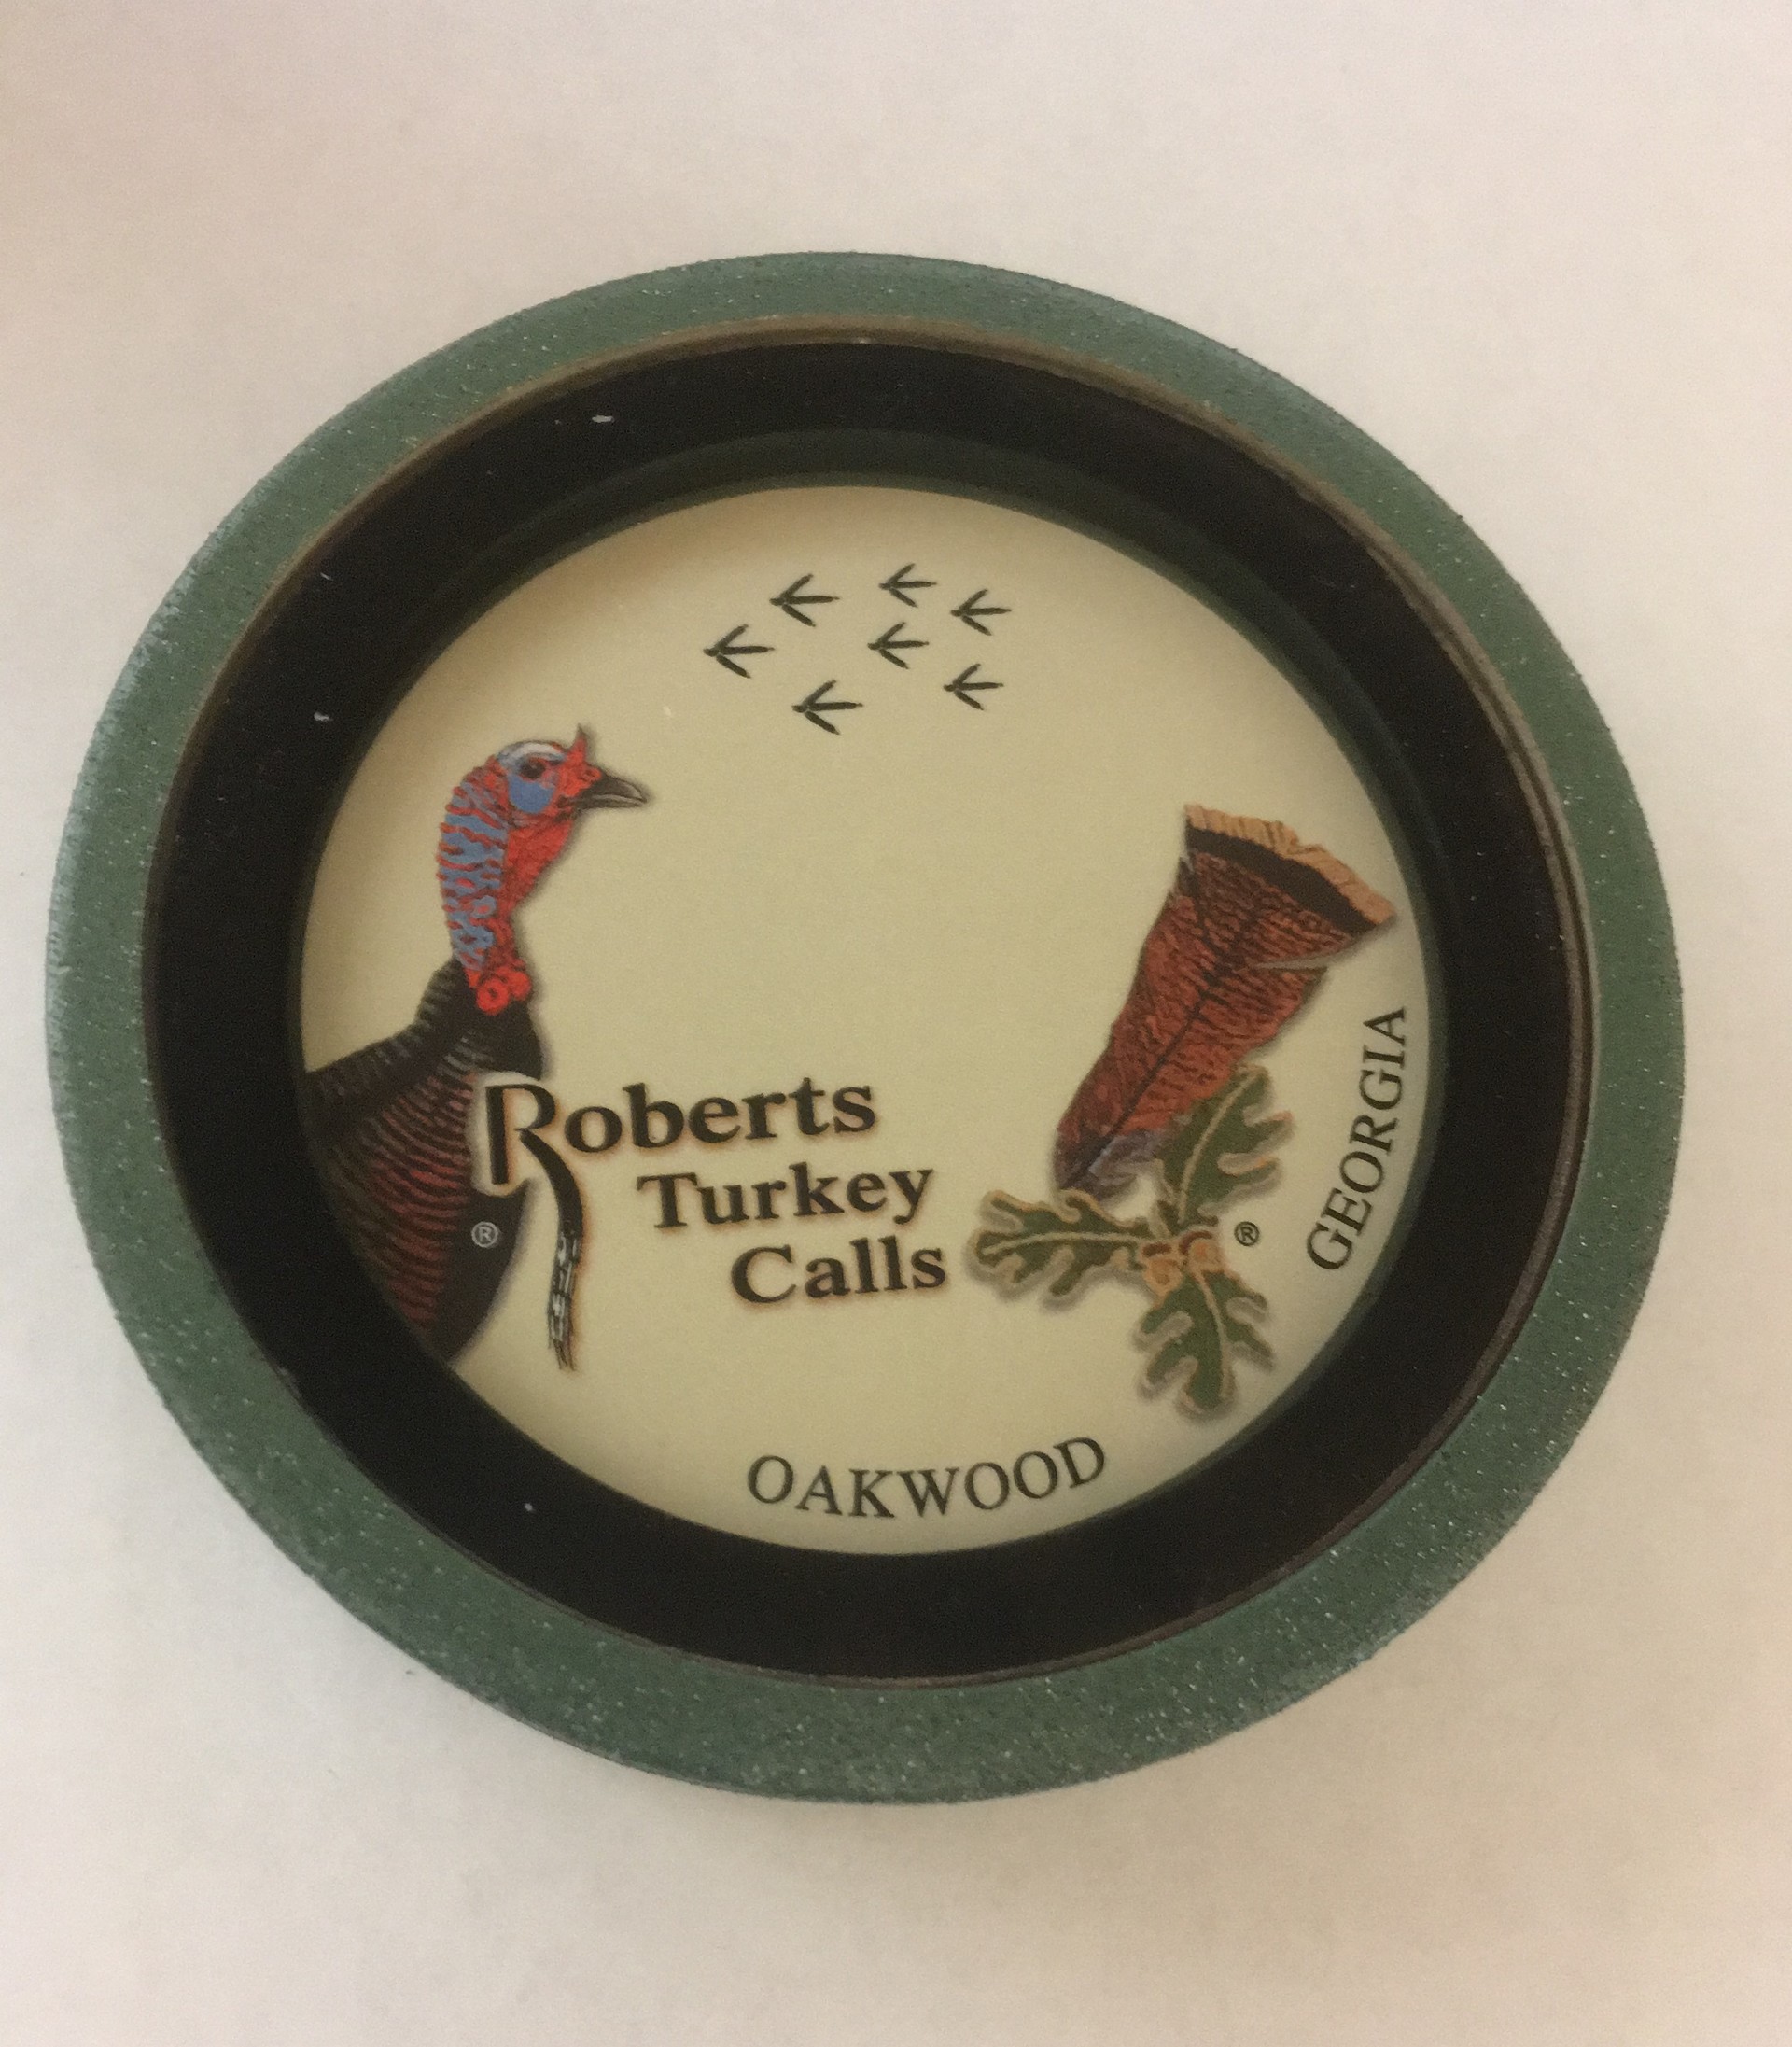 Roberts
Turkey
Calls
®
®
OAKWOOD
GEORGIA